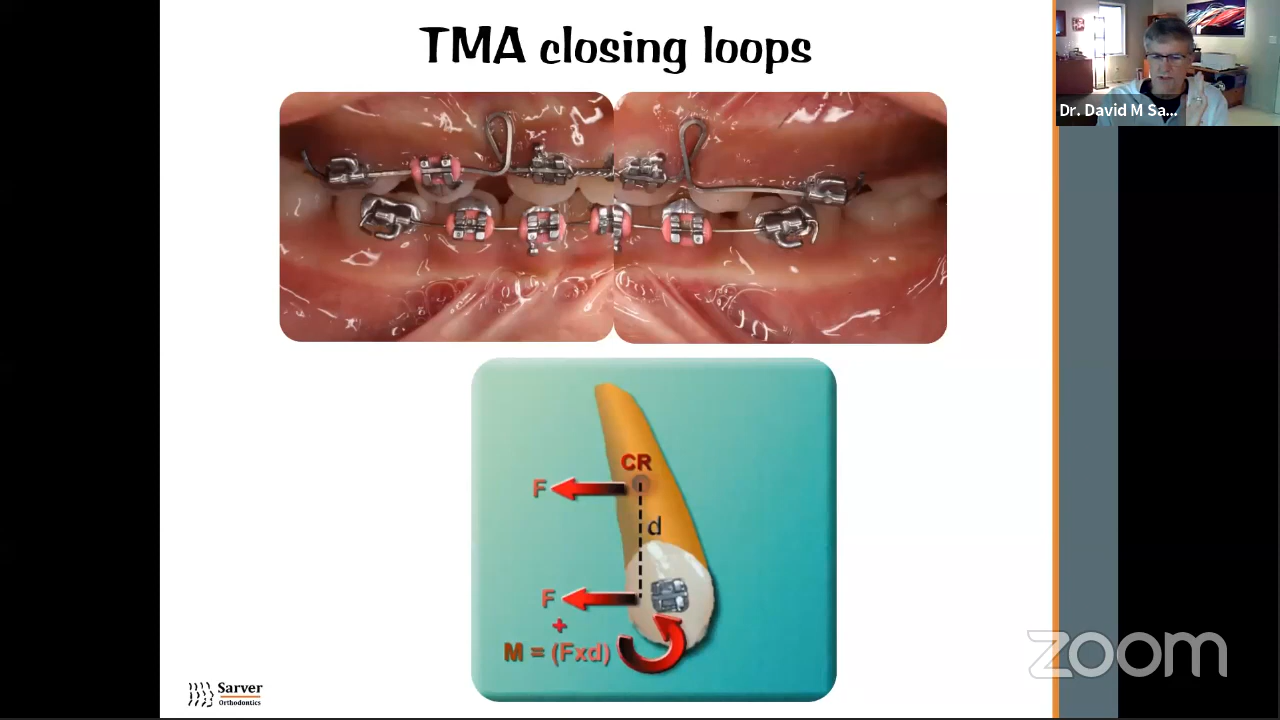 TMA closing loops
Dr. David M Sa...
CR
F
d
F
+
M = (Fxd)
Sarver
Orthodontics
zoom